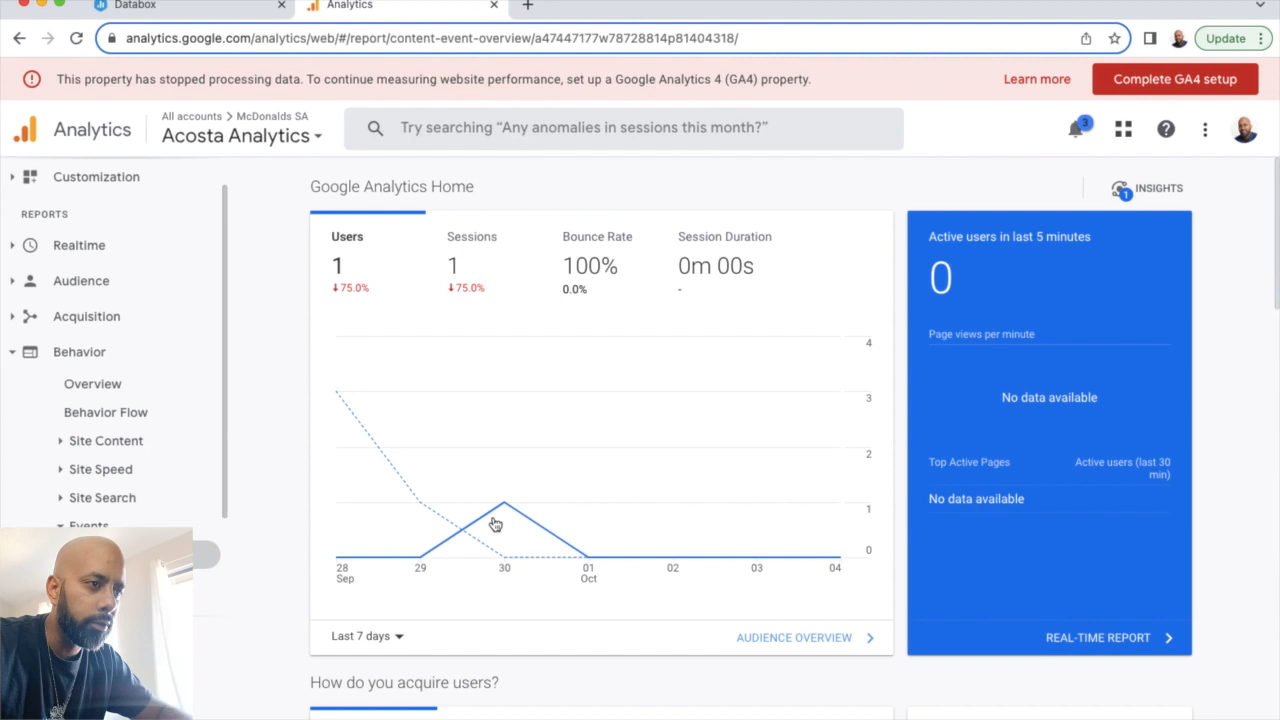 Databox
Analytics
analytics.google.com/analytics/web/#/report/content-event-overview/a47447177w78728814p81404318/
Update
This property has stopped processing data. To continue measuring website performance, set up a Google Analytics 4 (GA4) property.
Learn more
Complete GA4 setup
Analytics
All accounts > McDonalds SA
Acosta Analytics
Try searching “Any anomalies in sessions this month?”
3
Customization
REPORTS
Realtime
Audience
Acquisition
Behavior
Overview
Behavior Flow
Site Content
Site Speed
Site Search
Events
Google Analytics Home
1
INSIGHTS
Users
1
75.0%
Sessions
1
75.0%
Bounce Rate
100%
0.0%
Session Duration
0m 00s
-
4
3
2
1
0
28
Sep
29
30
01
Oct
02
03
04
Last 7 days
AUDIENCE OVERVIEW
Active users in last 5 minutes
0
Page views per minute
No data available
Top Active Pages
Active users (last 30
min)
No data available
REAL-TIME REPORT
How do you acquire users?